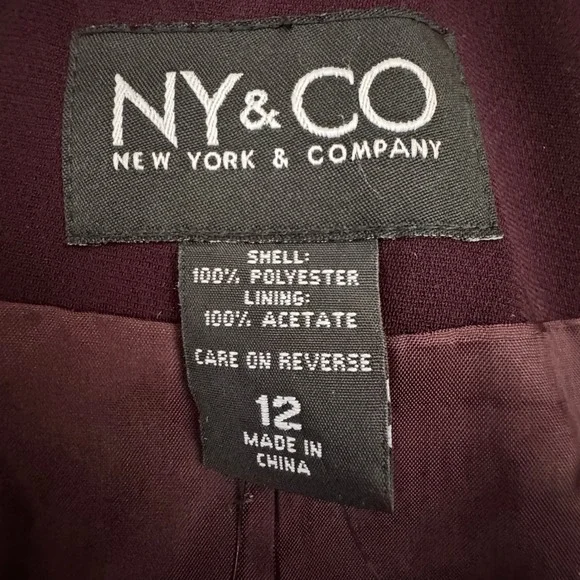 NY&CO
NEW YORK & COMPANY
SHELL:
100% POLYESTER
LINING:
100% ACETATE
CARE ON REVERSE
12
MADE IN
CHINA